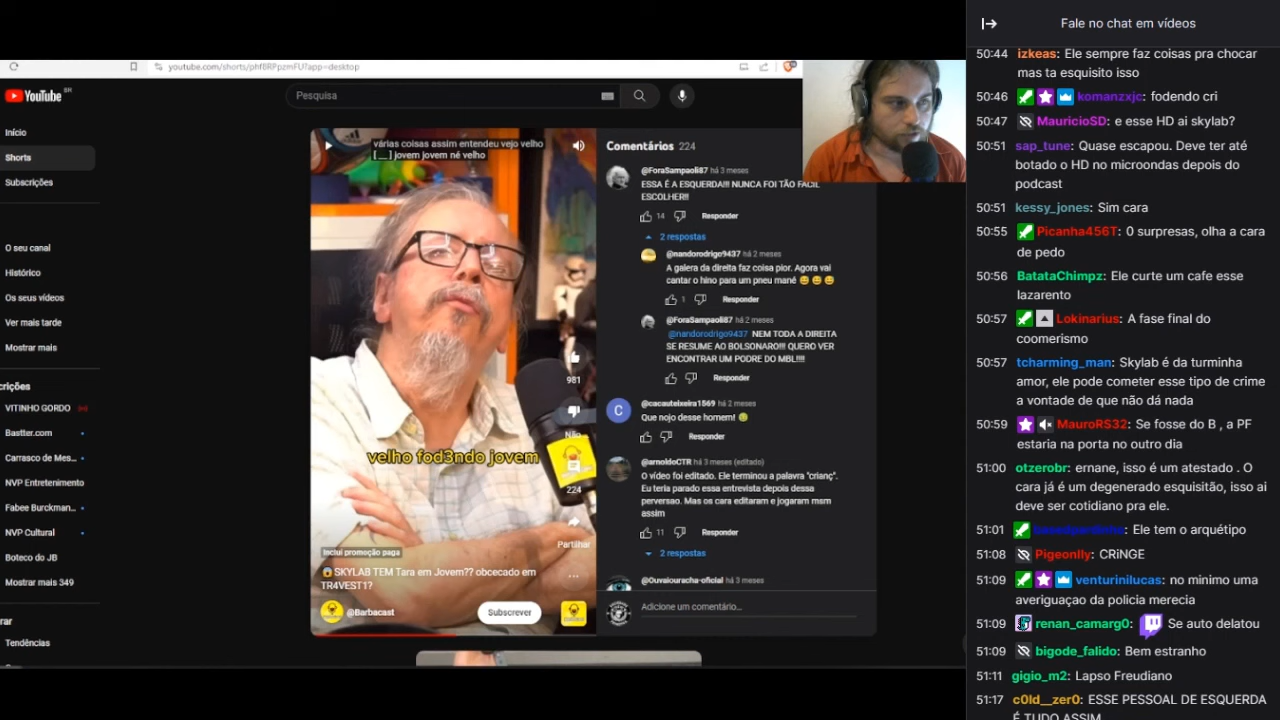 youtube.com/shorts/phf8RPpzmFU?app=desktop
YouTube BR
Pesquisa
Início
Shorts
Subscrições
O seu canal
Histórico
Os seus vídeos
Ver mais tarde
Mostrar mais
crições
VITINHO GORDO
Bastter.com
Carrasco de Mes...
NVP Entretenimento
Fabee Burckman...
NVP Cultural
Boteco do JB
Mostrar mais 349
rar
Tendências
várias coisas assim entendeu vejo velho
[ __ ] jovem jovem né velho
velho fod3ndo jovem
981
Não
224
Partilhar
Inclui promoção paga
😱SKYLAB TEM Tara em Jovem?? obcecado em
TR4VEST1?
@Barbacast
Subscrever
Comentários 224
@ForaSampaoli87 há 3 meses
ESSA É A ESQUERDA!!! NUNCA FOI TÃO FACIL
ESCOLHER!!
14 Responder
2 respostas
@nandorodrigo9437 há 2 meses
A galera da direita faz coisa pior. Agora vai
cantar o hino para um pneu mané 😅 😅 😅
1 Responder
@ForaSampaoli87 há 2 meses
@nandorodrigo9437 NEM TODA A DIREITA
SE RESUME AO BOLSONARO!!! QUERO VER
ENCONTRAR UM PODRE DO MBL!!!!
Responder
C
@cacauteixeira1569 há 2 meses
Que nojo desse homem! 🤢
Responder
@arnoldoCTR há 3 meses (editado)
O vídeo foi editado. Ele terminou a palavra "crianç".
Eu teria parado essa entrevista depois dessa
perversao. Mas os cara editaram e jogaram msm
assim
11 Responder
2 respostas
@Ouvaiouracha-oficial há 3 meses
Adicione um comentário...
Fale no chat em vídeos
50:44 izkeas: Ele sempre faz coisas pra chocar
mas ta esquisito isso
50:46 komanzxjc: fodendo cri
50:47 MauricioSD: e esse HD ai skylab?
50:51 sap_tune: Quase escapou. Deve ter até
botado o HD no microndas depois do
podcast
50:51 kessy_jones: Sim cara
50:55 Picanha456T: O surpresas, olha a cara
de pedo
50:56 BatataChimpz: Ele curte um cafe esse
lazarento
50:57 Lokinarius: A fase final do
coomerismo
50:57 tcharming_man: Skylab é da turminha
amor, ele pode cometer esse tipo de crime
a vontade de que não dá nada
50:59 MauroRS32: Se fosse do B , a PF
estaria na porta no outro dia
51:00 otzerobr: emark, isso é um atestado . O
cara já é um degenerado esquisitão, isso ai
deve ser cotidiano pra ele.
51:01 : Ele tem o arquétipo
51:08 Pigeonlly: CRiNGE
51:09 venturinilucas: no minimo uma
averiguaçao da policia merecia
51:09 renan_camarg0: Se auto delatou
51:09 bigode_falido: Bem estranho
51:11 gigio_m2: Lapso Freudiano
51:17 c0ld__zer0: ESSE PESSOAL DE ESQUERDA
É TUDO ASSIM